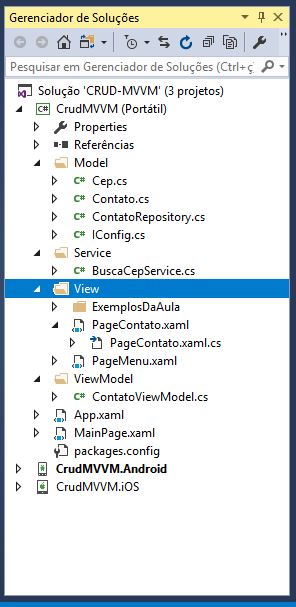 Gerenciador de Soluções
Pesquisar em Gerenciador de Soluções (Ctrl+ç)
Solução 'CRUD-MVVM' (3 projetos)
CrudMVVM (Portátil)
Properties
Referências
Model
C# Cep.cs
C# Contato.cs
C# ContatoRepository.cs
C# IConfig.cs
Service
C# BuscaCepService.cs
View
ExemplosDaAula
PageContato.xaml
PageContato.xaml.cs
PageMenu.xaml
ViewModel
C# ContatoViewModel.cs
App.xaml
MainPage.xaml
packages.config
CrudMVVM.Android
CrudMVVM.iOS